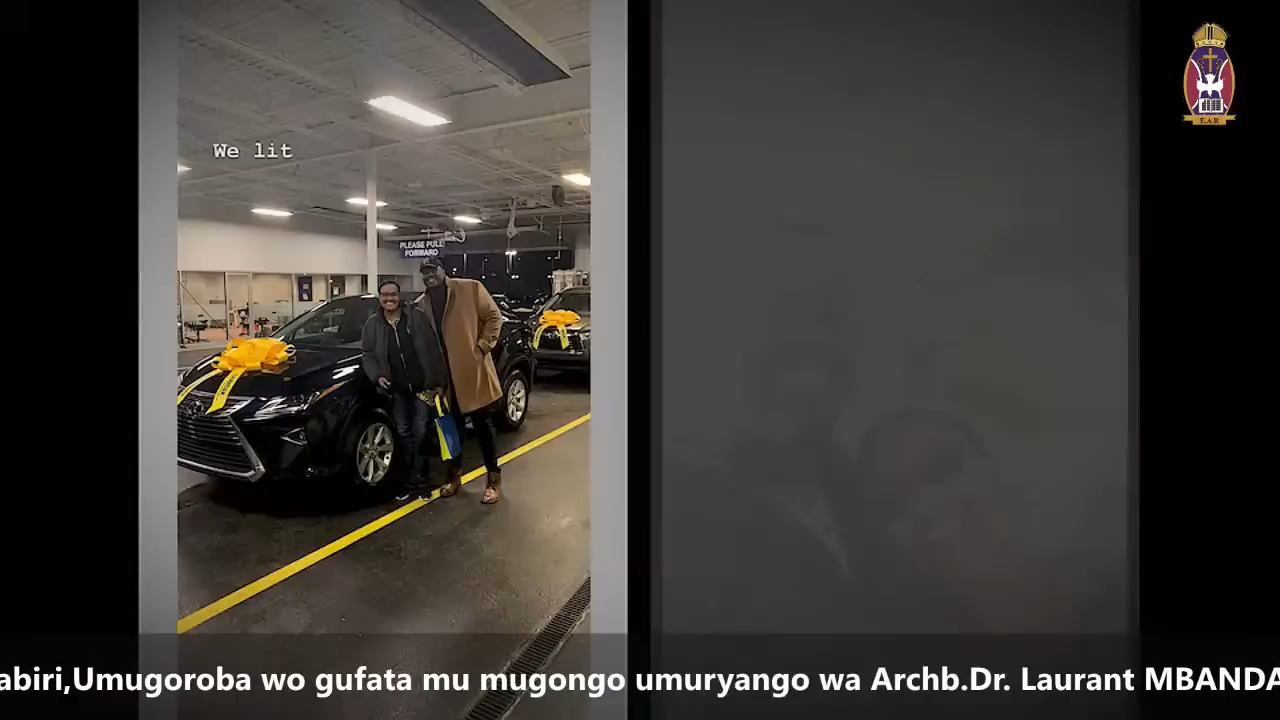 We lit
PLEASE PULL
FORWARD
E.A.R
abiri,Umugoroba wo gufata mu mugongo umuryango wa Archb.Dr. Laurant MBANDA